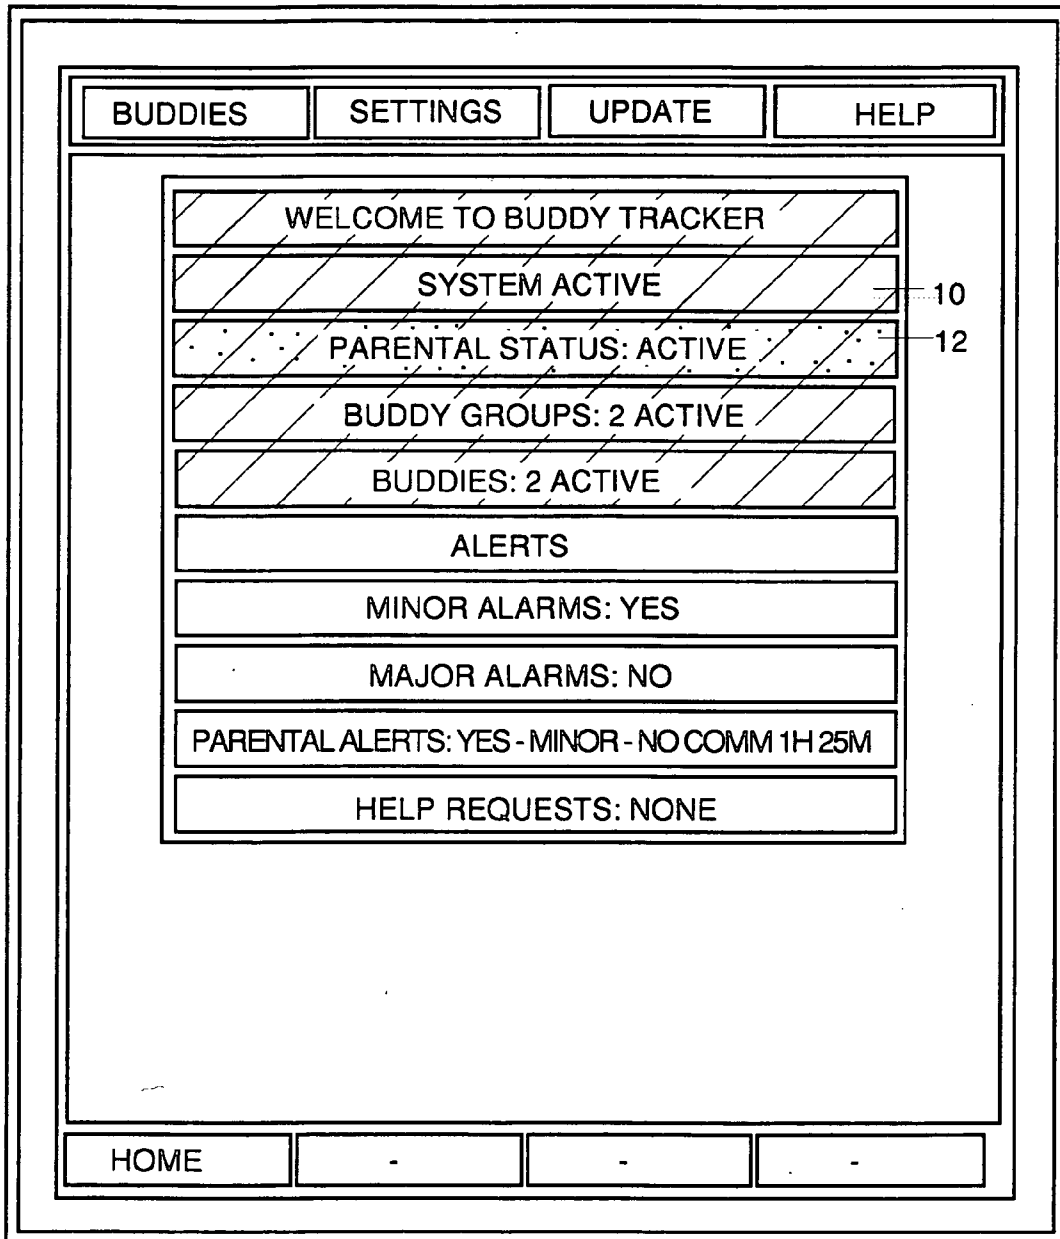 BUDDIES SETTINGS UPDATE HELP
WELCOME TO BUDDY TRACKER
SYSTEM ACTIVE
10
PARENTAL STATUS: ACTIVE
12
BUDDY GROUPS: 2 ACTIVE
BUDDIES: 2 ACTIVE
ALERTS
MINOR ALARMS: YES
MAJOR ALARMS: NO
PARENTAL ALERTS: YES - MINOR - NO COMM 1H 25M
HELP REQUESTS: NONE
HOME - - -